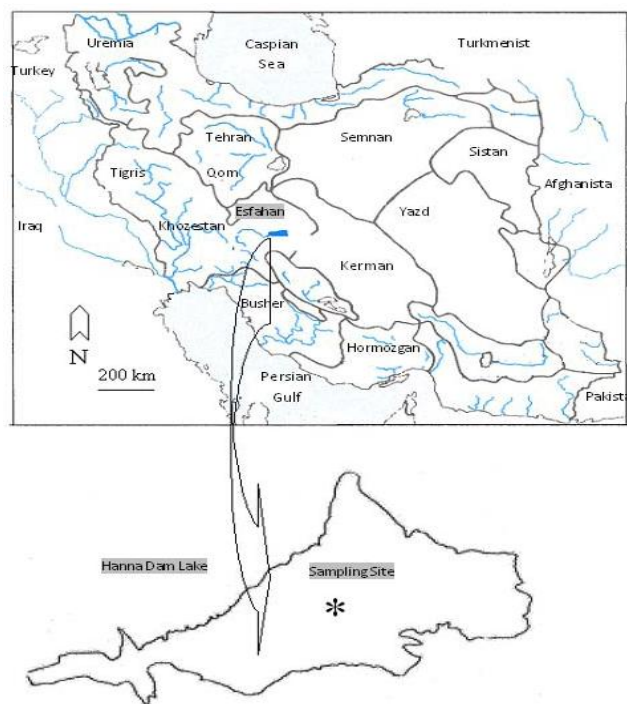 Uremia
Caspian
Sea
Turkmenist
Turkey
Tehran
Semnan
Sistan
Tigris
Qom
Afghanista
Esfahan
Yazd
Iraq
Khozestan
Kerman
Busher
Hormozgan
N
200 km
Persian
Gulf
Pakist
Hanna Dam Lake
Sampling Site
*